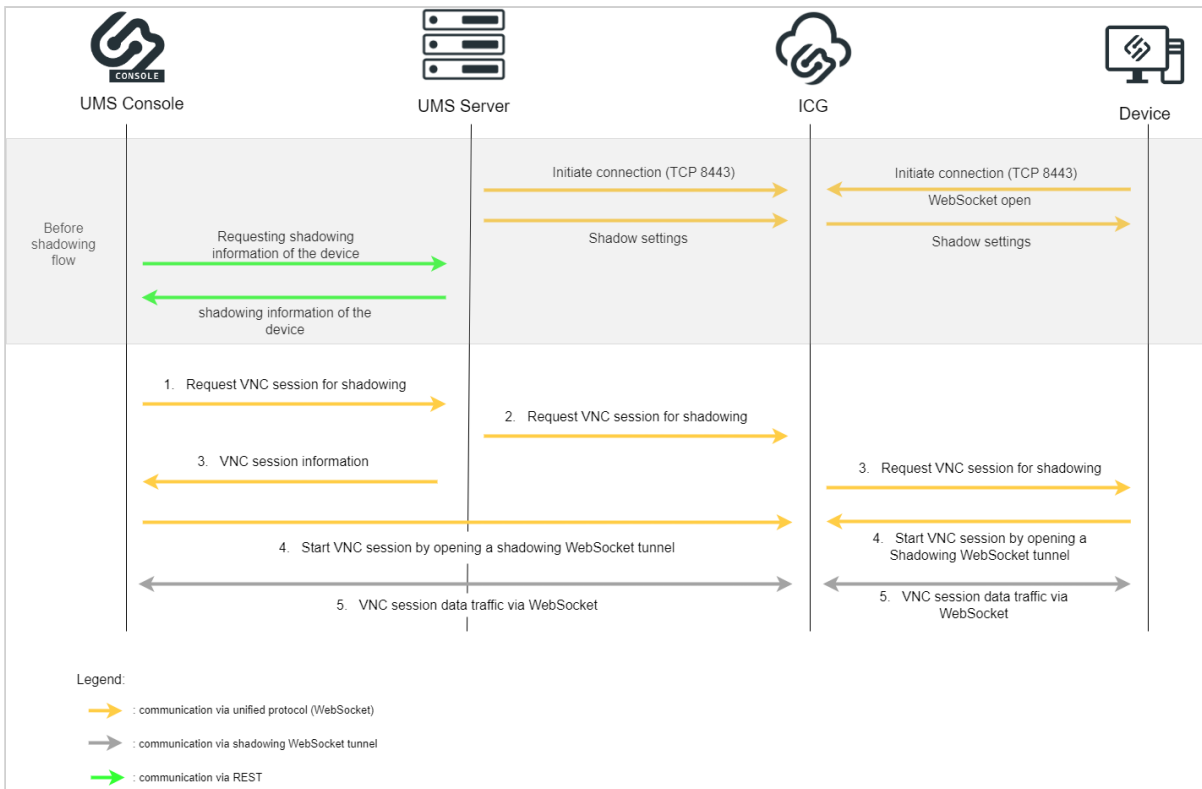 CONSOLE
UMS Console
UMS Server
ICG
Device
Before
shadowing
flow
Initiate connection (TCP 8443)
Initiate connection (TCP 8443)
WebSocket open
Shadow settings
Shadow settings
Requesting shadowing
information of the device
shadowing information of the
device
1. Request VNC session for shadowing
2. Request VNC session for shadowing
3. VNC session information
3. Request VNC session for shadowing
4. Start VNC session by opening a shadowing WebSocket tunnel
4. Start VNC session by opening a
Shadowing WebSocket tunnel
5. VNC session data traffic via WebSocket
5. VNC session data traffic via
WebSocket
Legend:
: communication via unified protocol (WebSocket)
: communication via shadowing WebSocket tunnel
: communication via REST